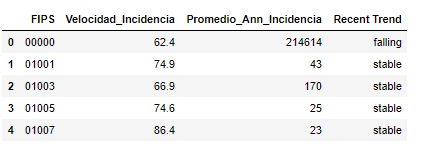 FIPS Velocidad_Incidencia Promedio_Ann_Incidencia Recent Trend
0 00000 62.4 214614 falling
1 01001 74.9 43 stable
2 01003 66.9 170 stable
3 01005 74.6 25 stable
4 01007 86.4 23 stable